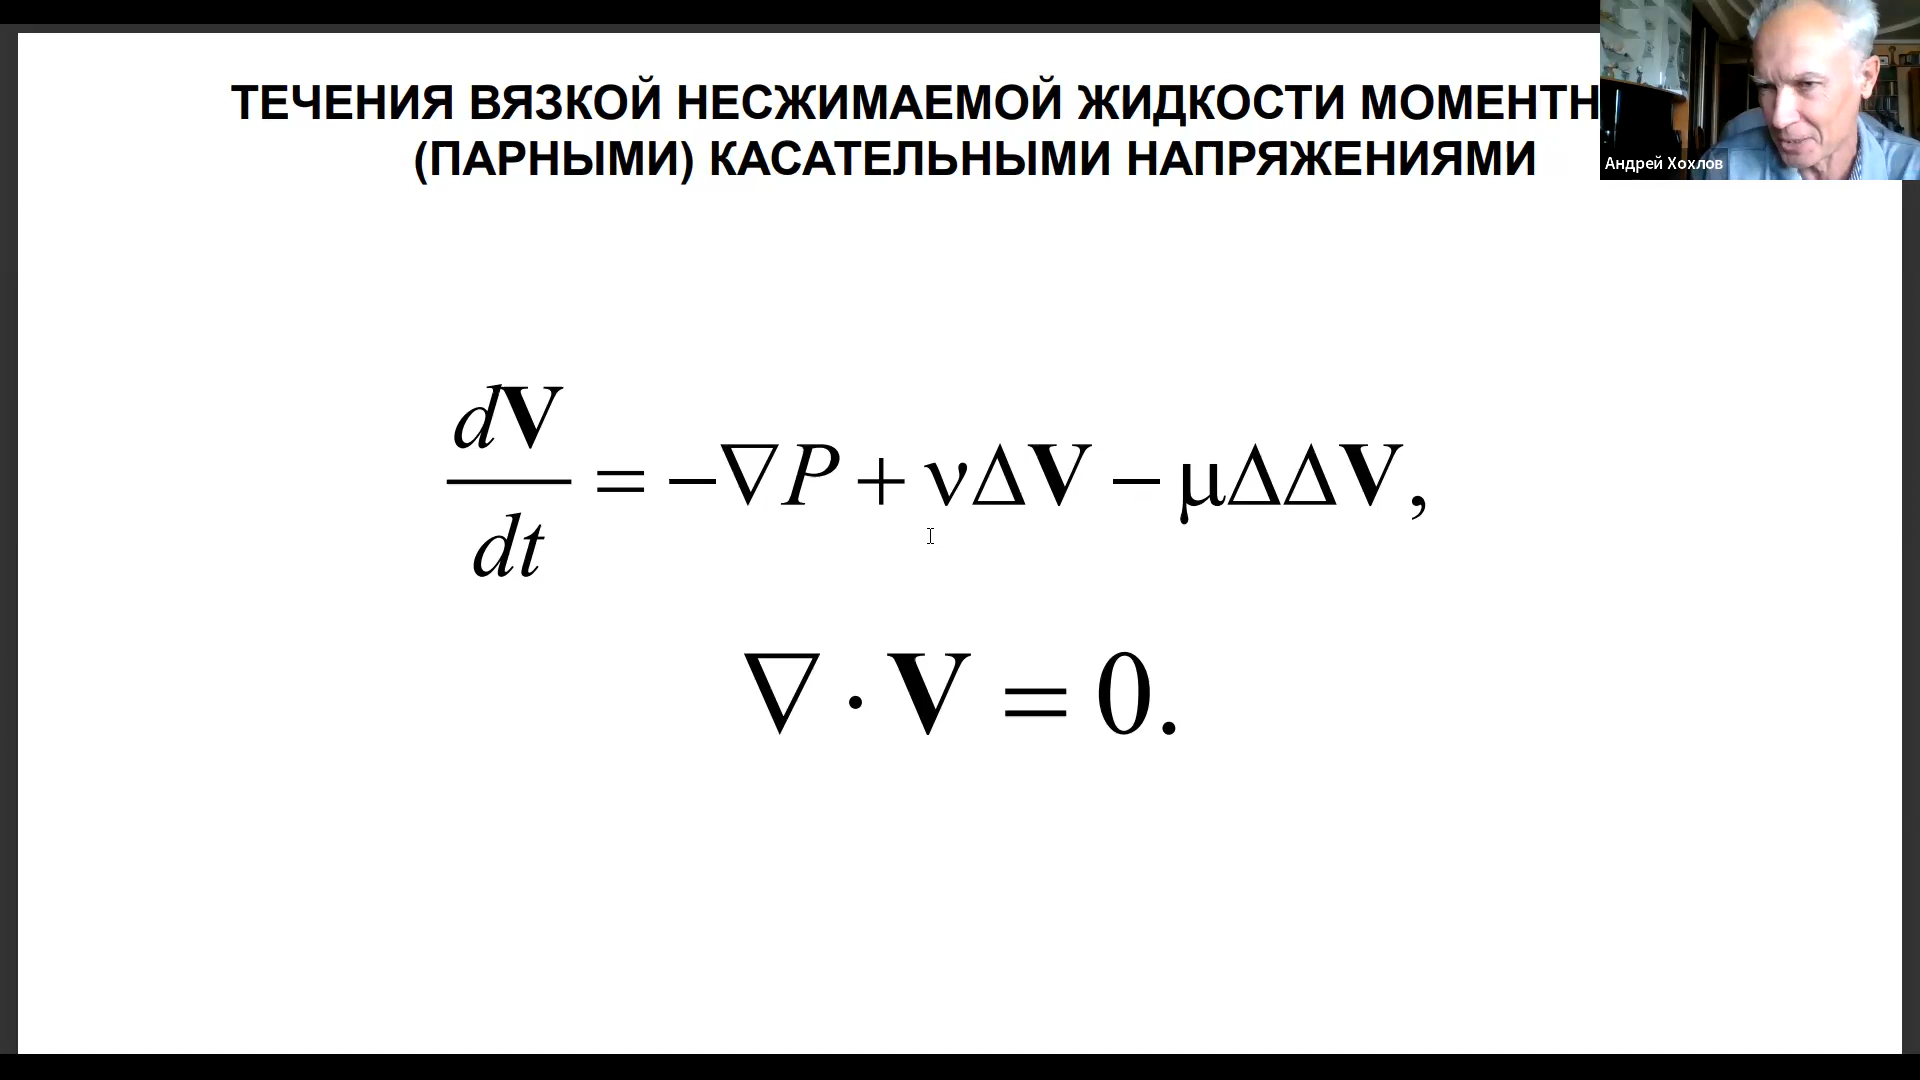 ТЕЧЕНИЯ ВЯЗКОЙ НЕСЖИМАЕМОЙ ЖИДКОСТИ МОМЕНТН
(ПАРНЫМИ) КАСАТЕЛЬНЫМИ НАПРЯЖЕНИЯМИ
Андрей Хохлов
dV/dt = −∇P + νΔV − μΔΔV,
∇ · V = 0.